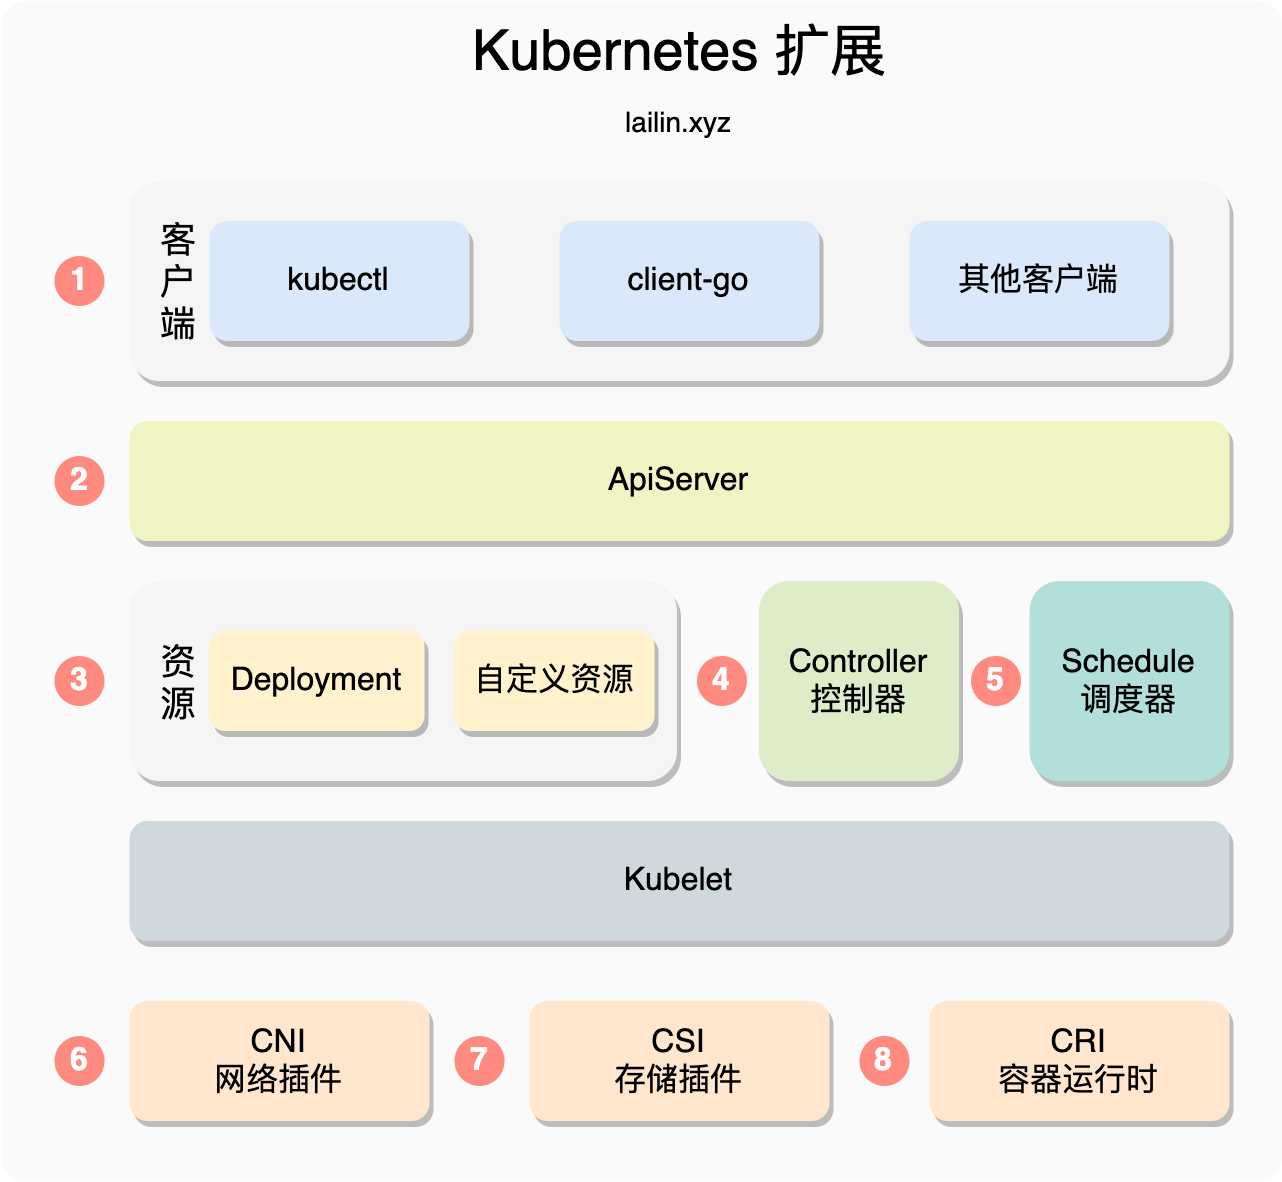 Kubernetes 扩展
lailin.xyz
1
客户端
kubectl
client-go
其他客户端
2
ApiServer
3
资源
Deployment
自定义资源
4
Controller
控制器
5
Schedule
调度器
Kubelet
6
CNI
网络插件
7
CSI
存储插件
8
CRI
容器运行时